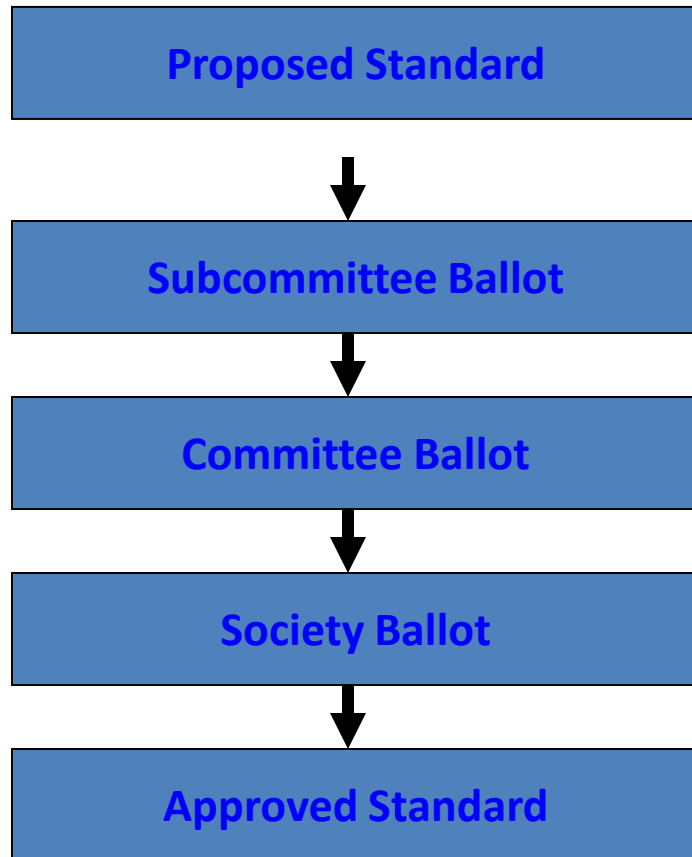 Proposed Standard
Subcommittee Ballot
Committee Ballot
Society Ballot
Approved Standard